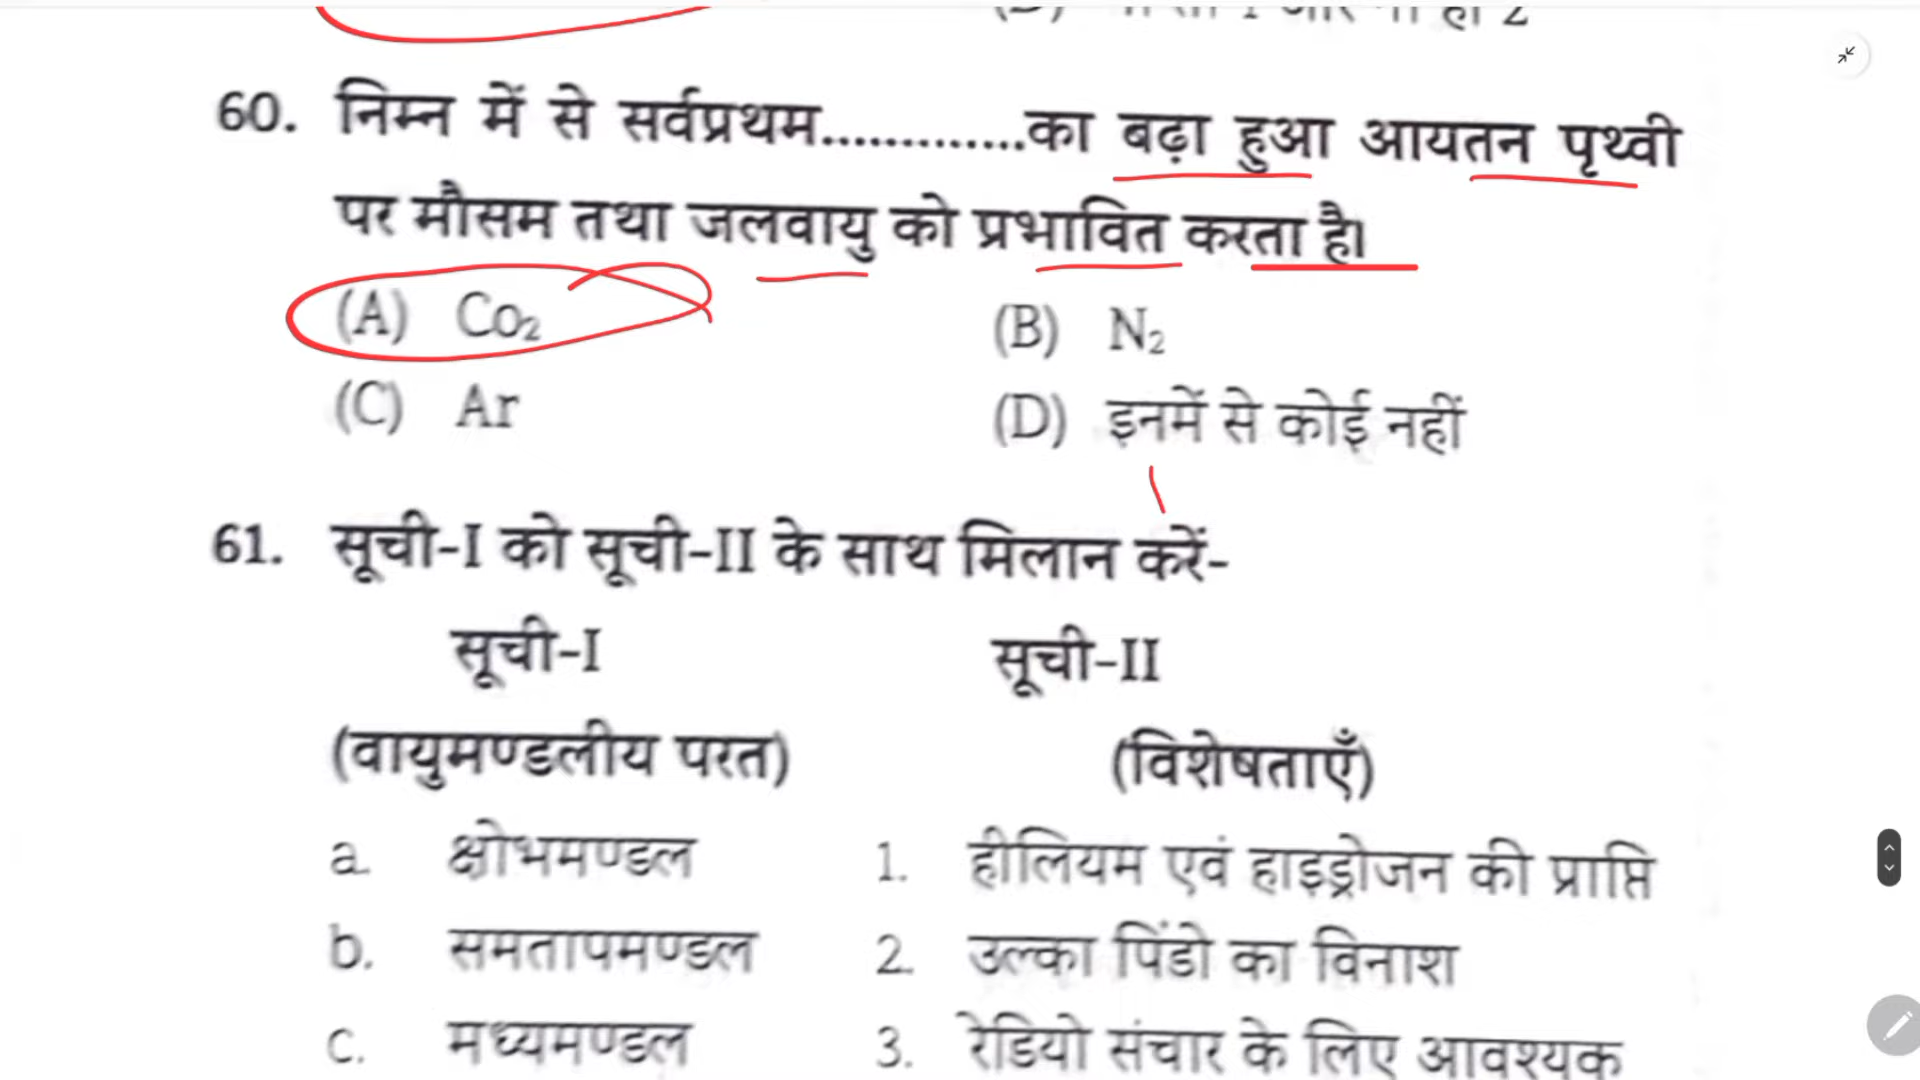 60. निम्न में से सर्वप्रथम.............का बढ़ा हुआ आयतन पृथ्वी
पर मौसम तथा जलवायु को प्रभावित करता है।
(A) Co₂ (B) N₂
(C) Ar (D) इनमें से कोई नहीं
61. सूची-I को सूची-II के साथ मिलान करें-
सूची-I सूची-II
(वायुमण्डलीय परत) (विशेषताएँ)
a. क्षोभमण्डल 1. हीलियम एवं हाइड्रोजन की प्राप्ति
b. समतापमण्डल 2. उल्का पिंडो का विनाश
c. मध्यमण्डल 3. रेडियो संचार के लिए आवश्यक